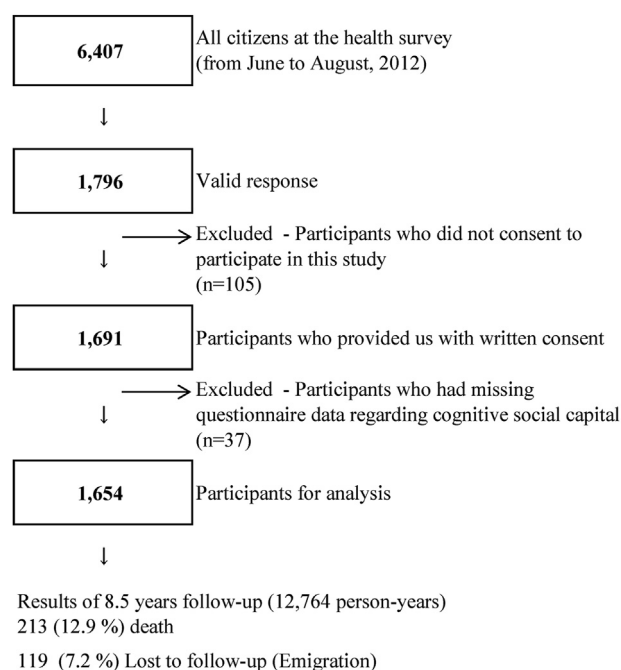 6,407
All citizens at the health survey
(from June to August, 2012)
↓
1,796
Valid response
Excluded - Participants who did not consent to
participate in this study
(n=105)
↓
1,691
Participants who provided us with written consent
Excluded - Participants who had missing
questionnaire data regarding cognitive social capital
(n=37)
↓
1,654
Participants for analysis
↓
Results of 8.5 years follow-up (12,764 person-years)
213 (12.9 %) death
119 (7.2 %) Lost to follow-up (Emigration)